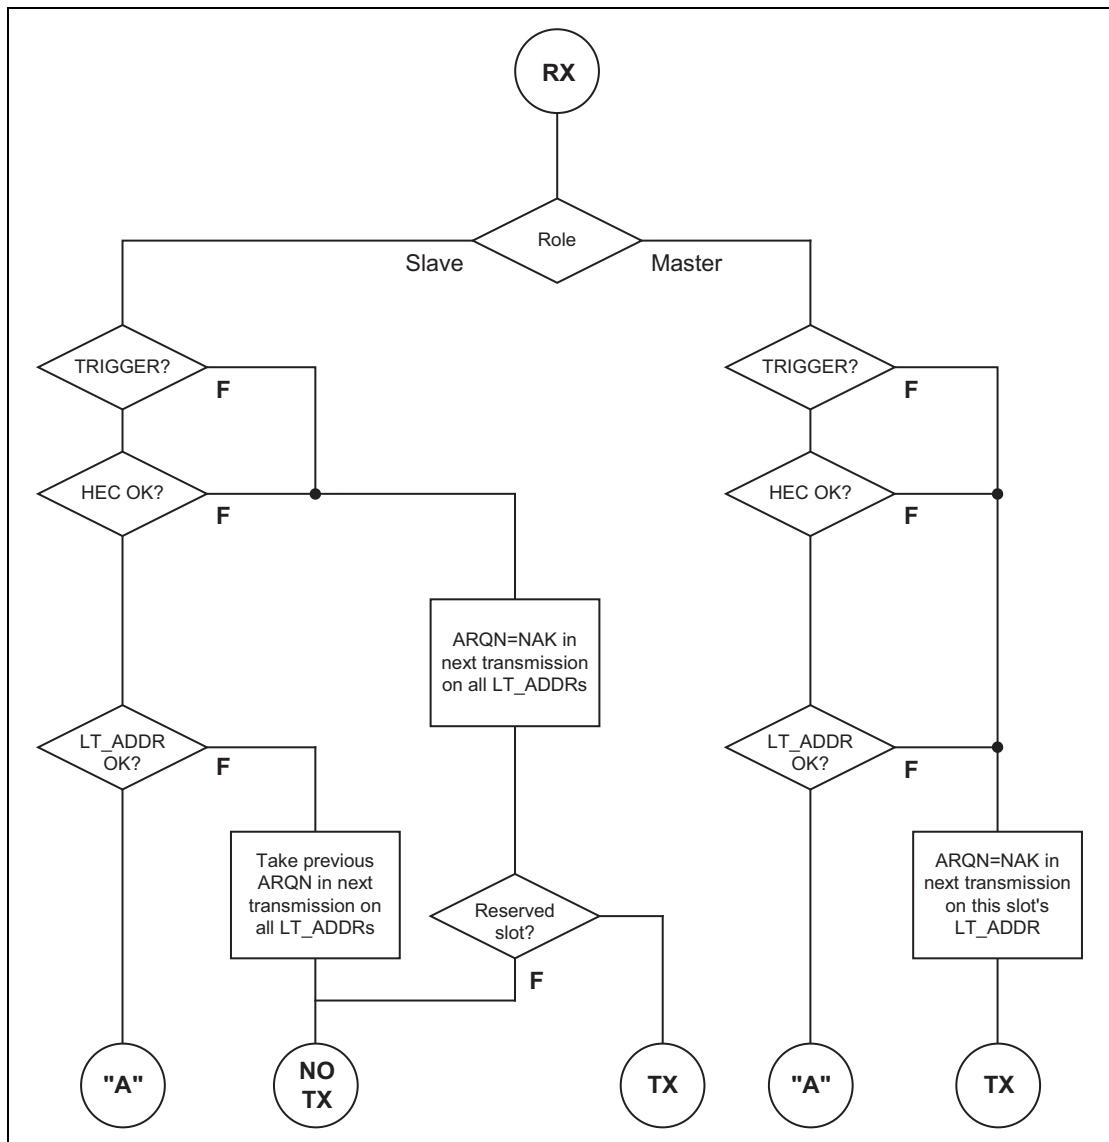 RX
Role
Slave
Master
TRIGGER?
F
TRIGGER?
F
HEC OK?
F
HEC OK?
F
ARQN=NAK in
next transmission
on all LT_ADDRs
LT_ADDR
OK?
F
LT_ADDR
OK?
F
Take previous
ARQN in next
transmission on
all LT_ADDRs
Reserved
slot?
F
ARQN=NAK in
next transmission
on this slot's
LT_ADDR
"A"
NO
TX
TX
"A"
TX